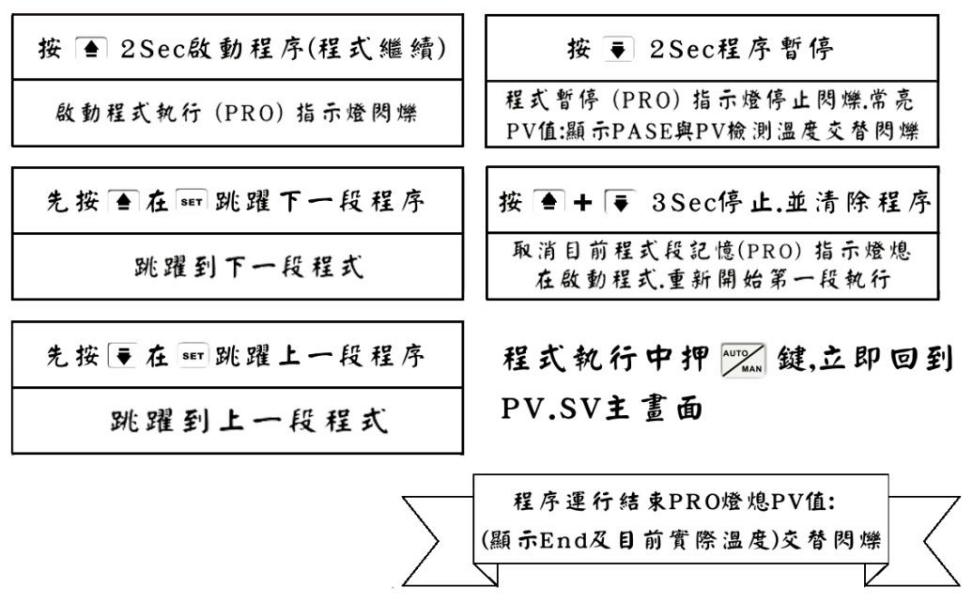 按 2Sec啟動程序(程式繼續)
啟動程式執行 (PRO) 指示燈閃爍
先按 在 SET 跳躍下一段程序
跳躍到下一段程式
先按 在 SET 跳躍上一段程序
跳躍到上一段程式
按 2Sec程序暫停
程式暫停 (PRO) 指示燈停止閃爍.常亮
PV值:顯示PASE與PV檢測溫度交替閃爍
按 + 3Sec停止.並清除程序
取消目前程式段記憶(PRO) 指示燈熄
在啟動程式.重新開始第一段執行
程式執行中押 AUTO/MAN 鍵,立即回到
PV.SV主畫面
程序運行結束PRO燈熄PV值:
(顯示End及目前實際溫度)交替閃爍